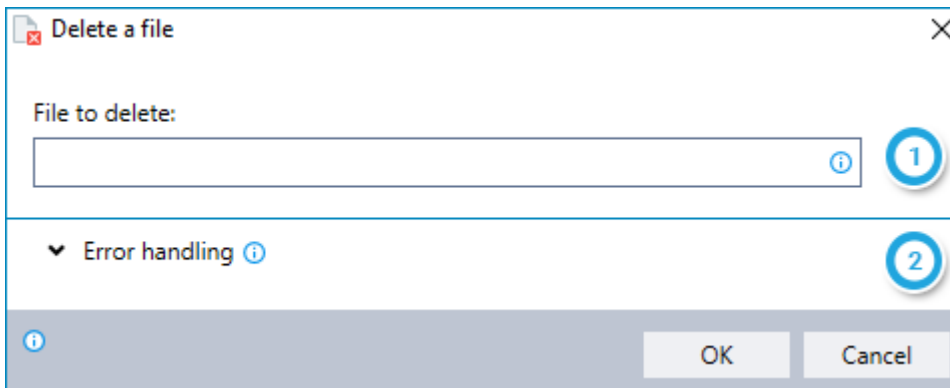 Delete a file
File to delete:
1
Error handling
2
OK
Cancel